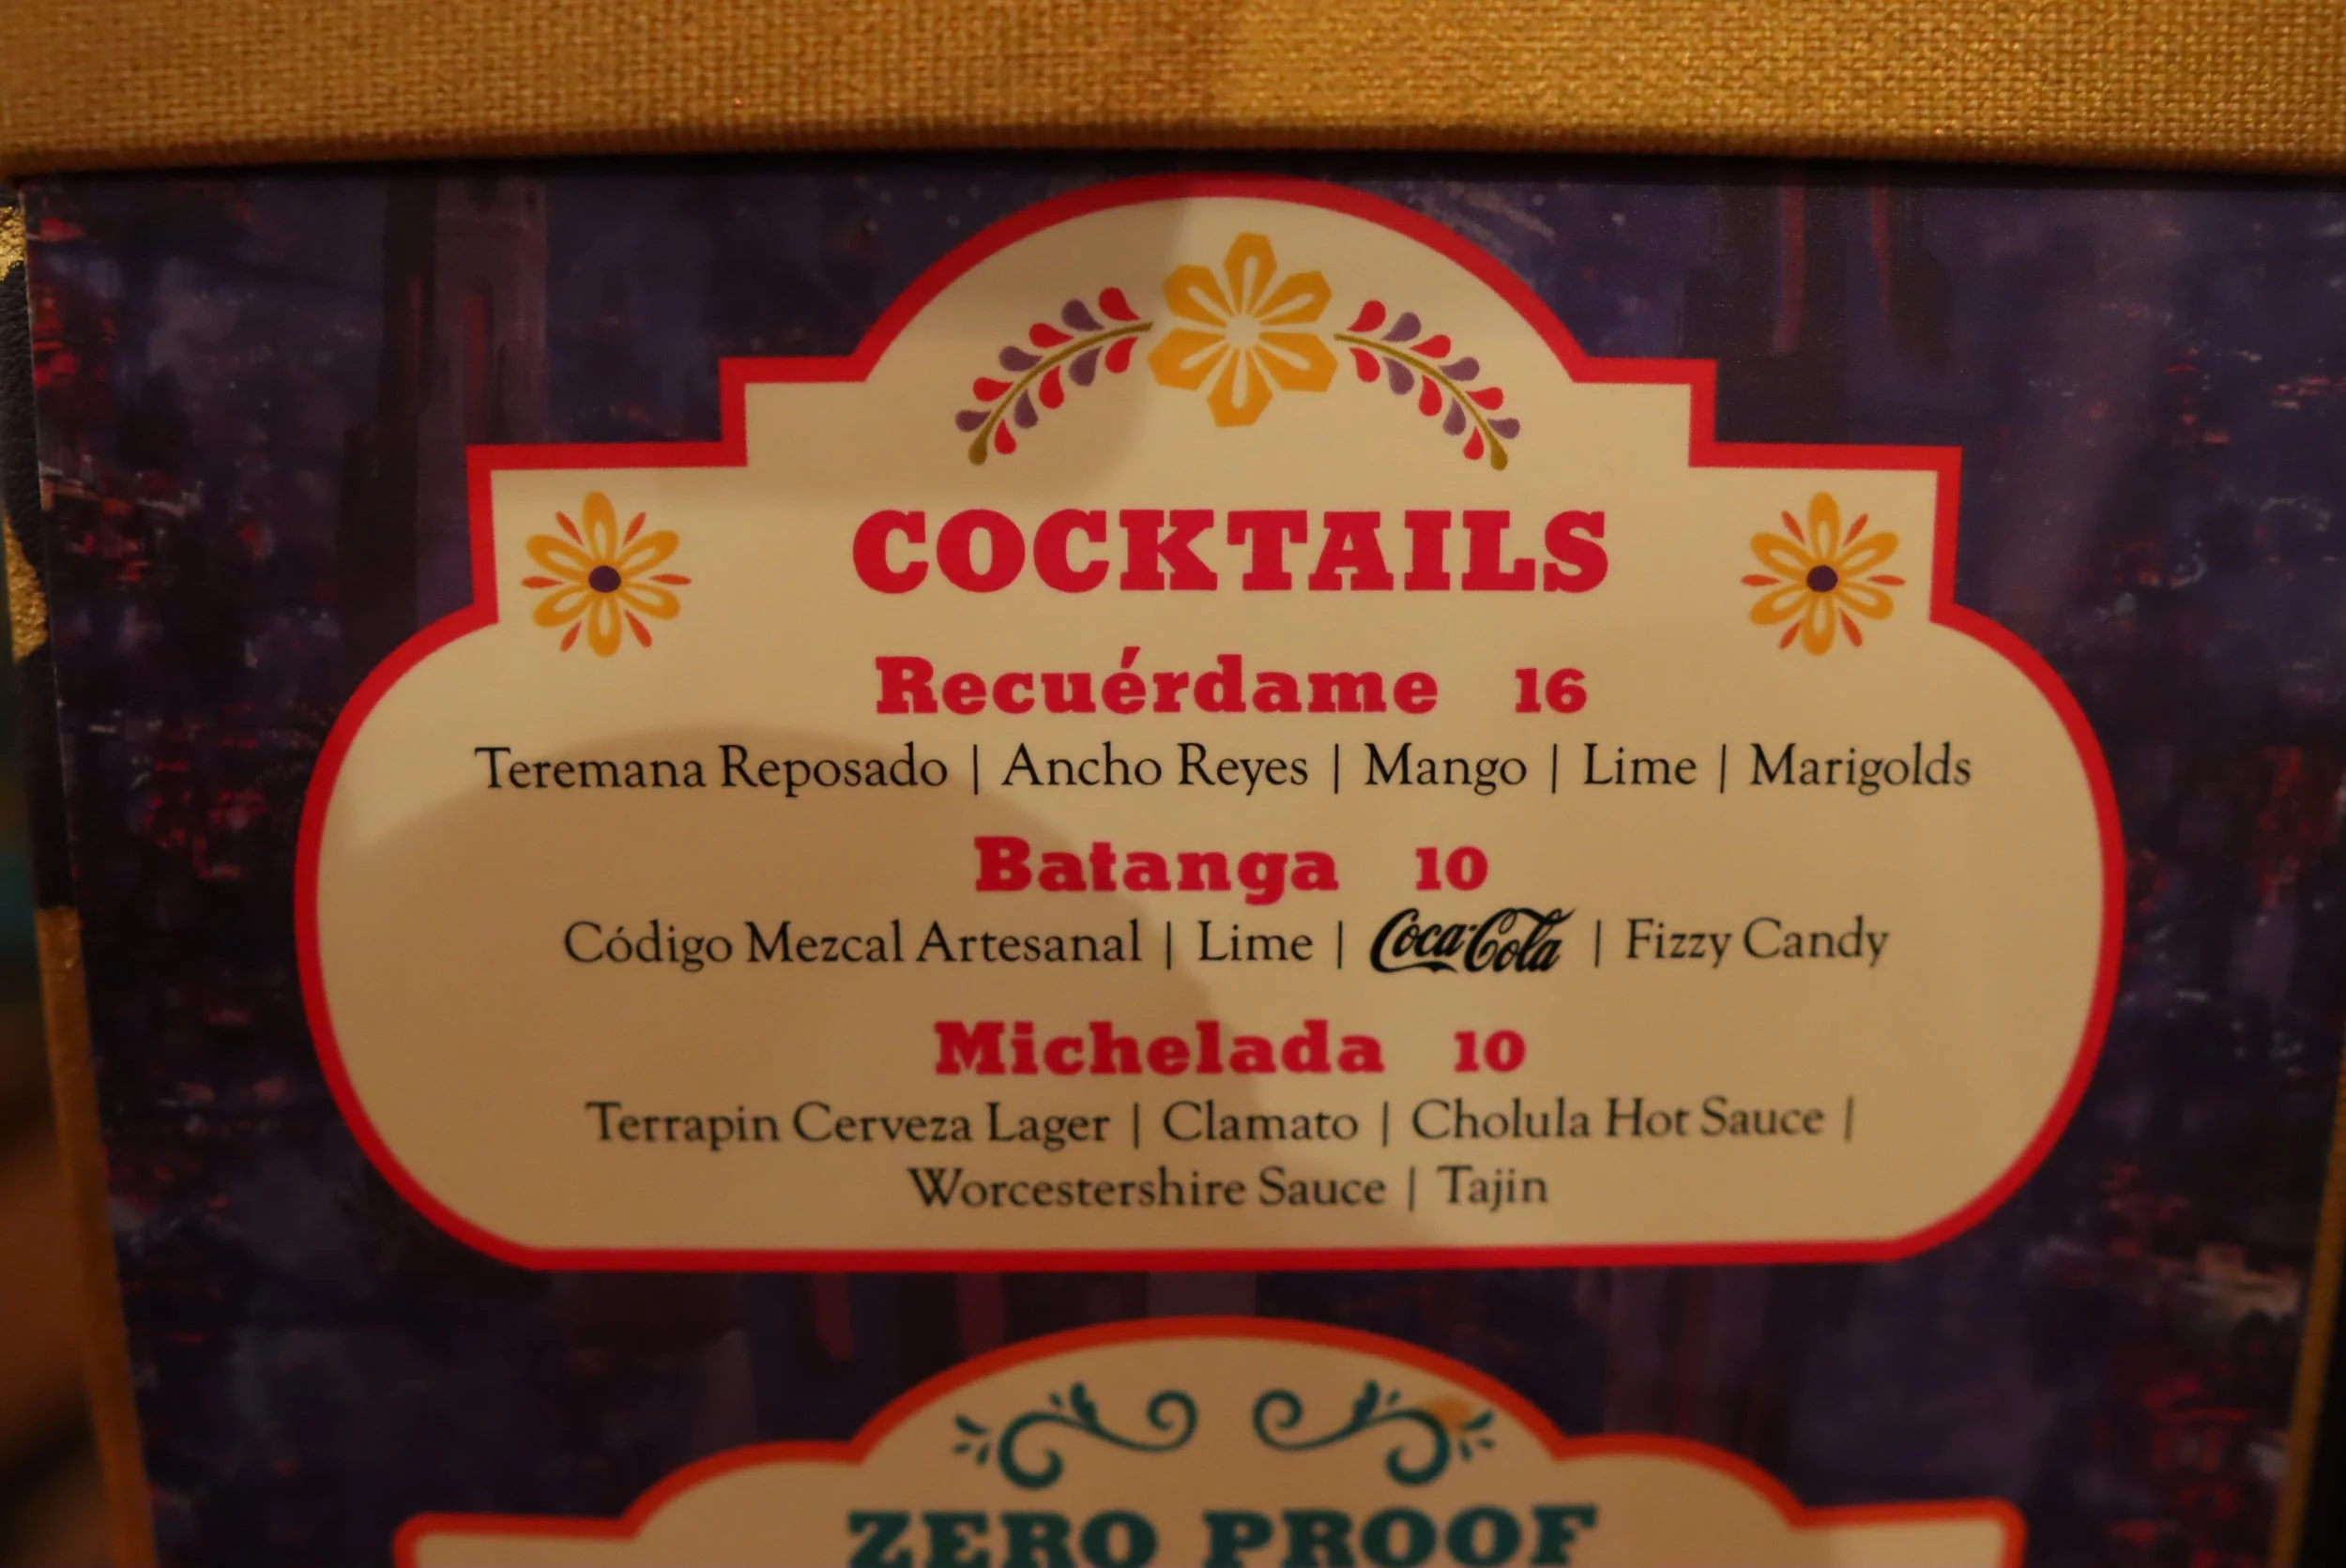 COCKTAILS
Recuérdame 16
Teremana Reposado | Ancho Reyes | Mango | Lime | Marigolds
Batanga 10
Código Mezcal Artesanal | Lime | Coca-Cola | Fizzy Candy
Michelada 10
Terrapin Cerveza Lager | Clamato | Cholula Hot Sauce |
Worcestershire Sauce | Tajin
ZERO PROOF